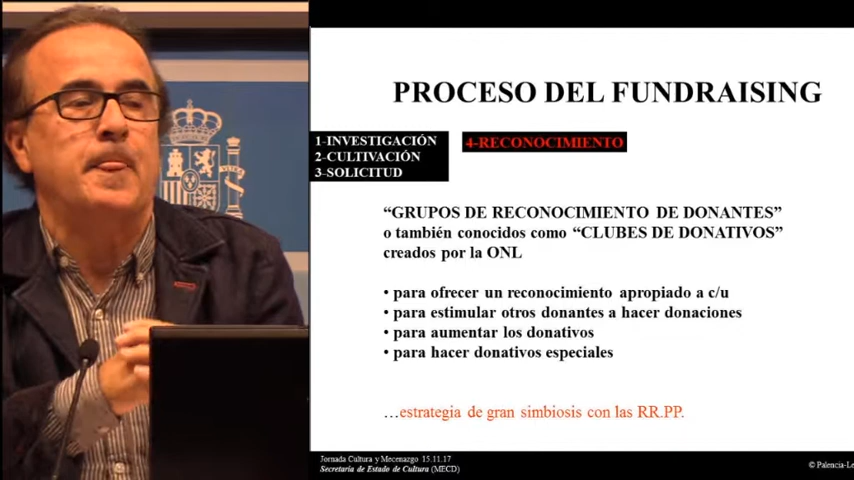 PROCESO DEL FUNDRAISING
1-INVESTIGACIÓN
2-CULTIVACIÓN
3-SOLICITUD
4-RECONOCIMIENTO
“GRUPOS DE RECONOCIMIENTO DE DONANTES”
o también conocidos como “CLUBES DE DONATIVOS”
creados por la ONL
• para ofrecer un reconocimiento apropiado a c/u
• para estimular otros donantes a hacer donaciones
• para aumentar los donativos
• para hacer donativos especiales
…estrategia de gran simbiosis con las RR.PP.
Jornada Cultura y Mecenazgo 15.11.17
Secretaría de Estado de Cultura (MECD)
© Palencia-Le